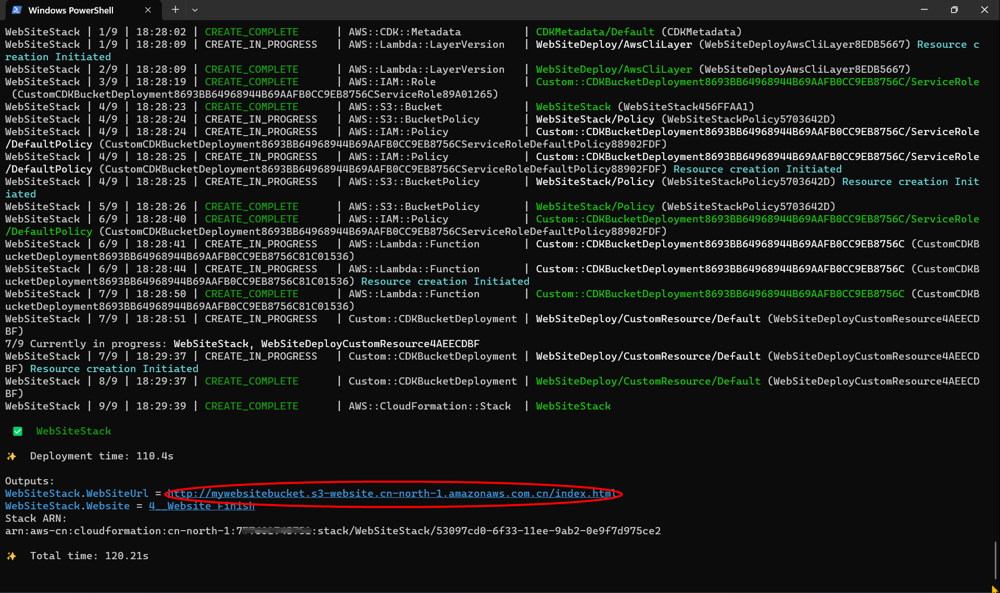 Windows PowerShell
WebSiteStack | 1/9 | 18:28:02 | CREATE_COMPLETE | AWS::CDK::Metadata | CDKMetadata/Default (CDKMetadata)
WebSiteStack | 1/9 | 18:28:09 | CREATE_IN_PROGRESS | AWS::Lambda::LayerVersion | WebSiteDeploy/AwsCliLayer (WebSiteDeployAwsCliLayer8EDB5667) Resource c
reation Initiated
WebSiteStack | 2/9 | 18:28:09 | CREATE_COMPLETE | AWS::Lambda::LayerVersion | WebSiteDeploy/AwsCliLayer (WebSiteDeployAwsCliLayer8EDB5667)
WebSiteStack | 3/9 | 18:28:19 | CREATE_COMPLETE | AWS::IAM::Role | Custom::CDKBucketDeployment8693BB64968944B69AAFB0CC9EB8756C/ServiceRole
(CustomCDKBucketDeployment8693BB64968944B69AAFB0CC9EB8756CServiceRole89A01265)
WebSiteStack | 4/9 | 18:28:23 | CREATE_COMPLETE | AWS::S3::Bucket | WebSiteStack (WebSiteStack456FFAA1)
WebSiteStack | 4/9 | 18:28:24 | CREATE_IN_PROGRESS | AWS::S3::BucketPolicy | WebSiteStack/Policy (WebSiteStackPolicy5703642D)
WebSiteStack | 4/9 | 18:28:24 | CREATE_IN_PROGRESS | AWS::IAM::Policy | Custom::CDKBucketDeployment8693BB64968944B69AAFB0CC9EB8756C/ServiceRole
/DefaultPolicy (CustomCDKBucketDeployment8693BB64968944B69AAFB0CC9EB8756CServiceRoleDefaultPolicy88902FDF)
WebSiteStack | 4/9 | 18:28:25 | CREATE_IN_PROGRESS | AWS::IAM::Policy | Custom::CDKBucketDeployment8693BB64968944B69AAFB0CC9EB8756C/ServiceRole
/DefaultPolicy (CustomCDKBucketDeployment8693BB64968944B69AAFB0CC9EB8756CServiceRoleDefaultPolicy88902FDF) Resource creation Initiated
WebSiteStack | 4/9 | 18:28:25 | CREATE_IN_PROGRESS | AWS::S3::BucketPolicy | WebSiteStack/Policy (WebSiteStackPolicy5703642D) Resource creation Init
iated
WebSiteStack | 5/9 | 18:28:26 | CREATE_COMPLETE | AWS::S3::BucketPolicy | WebSiteStack/Policy (WebSiteStackPolicy5703642D)
WebSiteStack | 6/9 | 18:28:40 | CREATE_COMPLETE | AWS::IAM::Policy | Custom::CDKBucketDeployment8693BB64968944B69AAFB0CC9EB8756C/ServiceRole
/DefaultPolicy (CustomCDKBucketDeployment8693BB64968944B69AAFB0CC9EB8756CServiceRoleDefaultPolicy88902FDF)
WebSiteStack | 6/9 | 18:28:41 | CREATE_IN_PROGRESS | AWS::Lambda::Function | Custom::CDKBucketDeployment8693BB64968944B69AAFB0CC9EB8756C (CustomCDKB
ucketDeployment8693BB64968944B69AAFB0CC9EB8756C81C01536)
WebSiteStack | 6/9 | 18:28:44 | CREATE_IN_PROGRESS | AWS::Lambda::Function | Custom::CDKBucketDeployment8693BB64968944B69AAFB0CC9EB8756C (CustomCDKB
ucketDeployment8693BB64968944B69AAFB0CC9EB8756C81C01536) Resource creation Initiated
WebSiteStack | 7/9 | 18:28:50 | CREATE_COMPLETE | AWS::Lambda::Function | Custom::CDKBucketDeployment8693BB64968944B69AAFB0CC9EB8756C (CustomCDKB
ucketDeployment8693BB64968944B69AAFB0CC9EB8756C81C01536)
WebSiteStack | 7/9 | 18:28:51 | CREATE_IN_PROGRESS | Custom::CDKBucketDeployment | WebSiteDeploy/CustomResource/Default (WebSiteDeployCustomResource4AEECD
BF)
7/9 Currently in progress: WebSiteStack, WebSiteDeployCustomResource4AEECDBF
WebSiteStack | 7/9 | 18:29:37 | CREATE_IN_PROGRESS | Custom::CDKBucketDeployment | WebSiteDeploy/CustomResource/Default (WebSiteDeployCustomResource4AEECD
BF) Resource creation Initiated
WebSiteStack | 8/9 | 18:29:37 | CREATE_COMPLETE | Custom::CDKBucketDeployment | WebSiteDeploy/CustomResource/Default (WebSiteDeployCustomResource4AEECD
BF)
WebSiteStack | 9/9 | 18:29:39 | CREATE_COMPLETE | AWS::CloudFormation::Stack | WebSiteStack
✅ WebSiteStack
✨ Deployment time: 110.4s
Outputs:
WebSiteStack.WebSiteUrl = http://mywebsitebucket.s3-website.cn-north-1.amazonaws.com.cn/index.html
WebSiteStack.Website = 4__Website Finish
Stack ARN:
arn:aws-cn:cloudformation:cn-north-1: :stack/WebSiteStack/53097cd0-6f33-11ee-9ab2-0e9f7d975ce2
✨ Total time: 120.21s